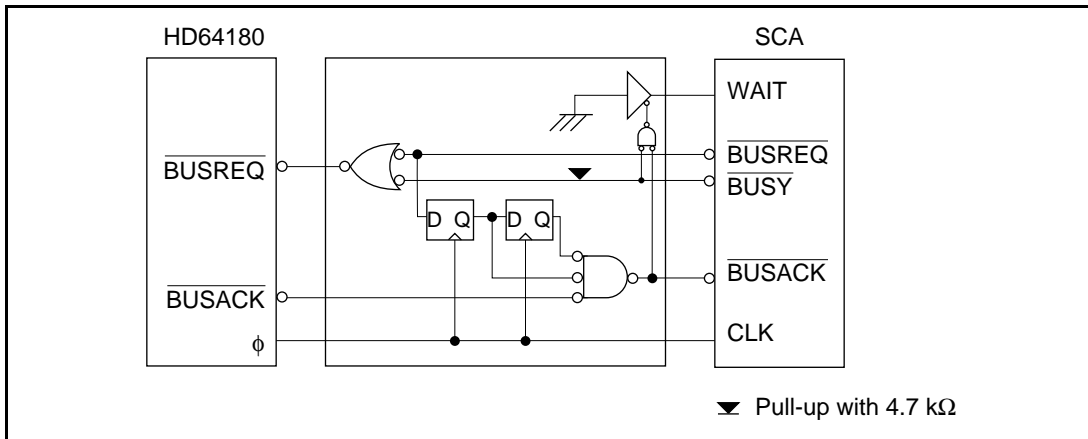 HD64180
SCA
WAIT
BUSREQ
BUSREQ
BUSY
D Q
D Q
BUSACK
BUSACK
ϕ
CLK
Pull-up with 4.7 kΩ